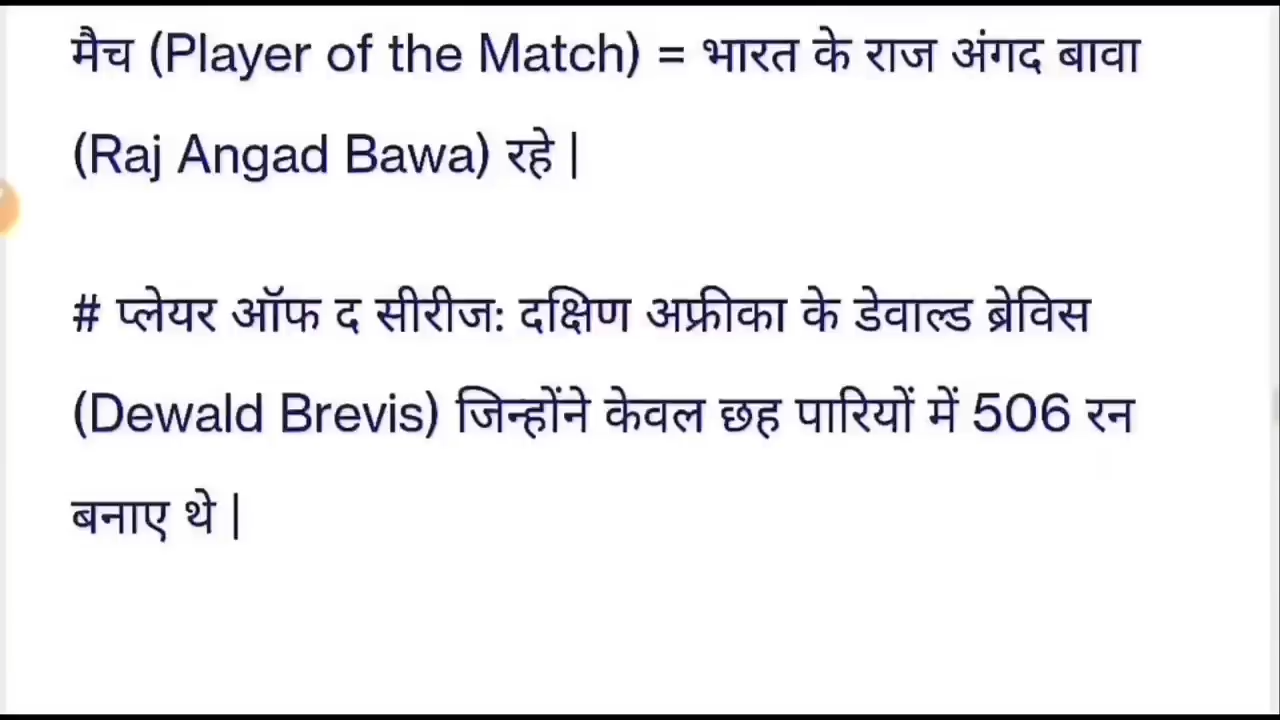 मैच (Player of the Match) = भारत के राज अंगद बावा
(Raj Angad Bawa) रहे |
# प्लेयर ऑफ द सीरीज: दक्षिण अफ्रीका के डेवाल्ड ब्रेविस
(Dewald Brevis) जिन्होंने केवल छह पारियों में 506 रन
बनाए थे |